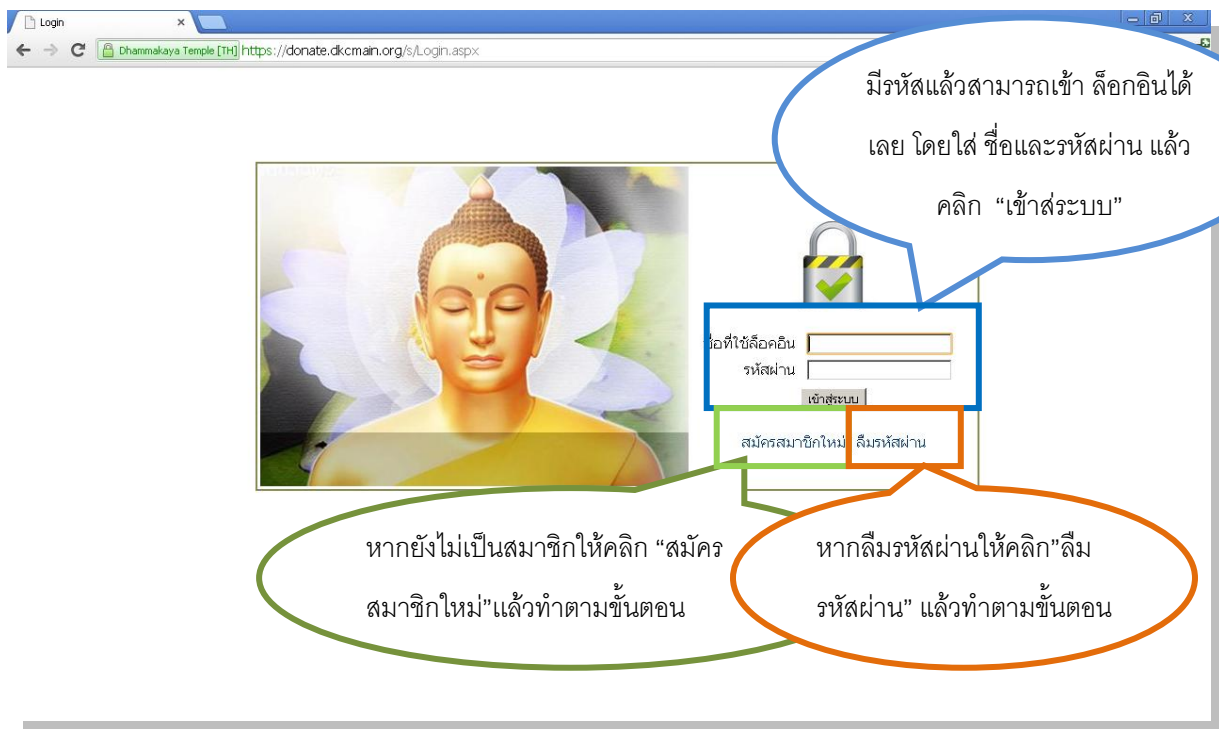 Login
Dhammakaya Temple [TH] https://donate.dkcmain.org/s/Login.aspx
มีรหัสแล้วสามารถเข้า ล็อกอินได้
เลย โดยใส่ ชื่อและรหัสผ่าน แล้ว
คลิก “เข้าสู่ระบบ”
ชื่อที่ใช้ล็อคอิน
รหัสผ่าน
เข้าสู่ระบบ
สมัครสมาชิกใหม่ ลืมรหัสผ่าน
หากยังไม่เป็นสมาชิกให้คลิก “สมัคร
สมาชิกใหม่”แล้วทำตามขั้นตอน
หากลืมรหัสผ่านให้คลิก”ลืม
รหัสผ่าน” แล้วทำตามขั้นตอน